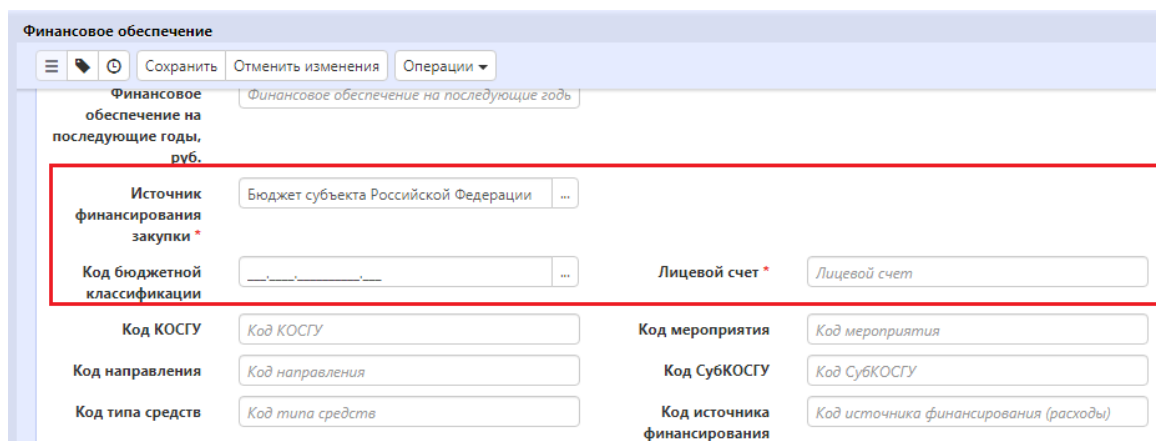 Финансовое обеспечение
Сохранить Отменить изменения Операции
Финансовое обеспечение на последующие годы, руб.
Финансовое обеспечение на последующие годь
Источник финансирования закупки *
Бюджет субъекта Российской Федерации ...
Код бюджетной классификации
___.____.__________.___ ...
Лицевой счет *
Лицевой счет
Код КОСГУ
Код КОСГУ
Код мероприятия
Код мероприятия
Код направления
Код направления
Код СубКОСГУ
Код СубКОСГУ
Код типа средств
Код типа средств
Код источника финансирования
Код источника финансирования (расходы)